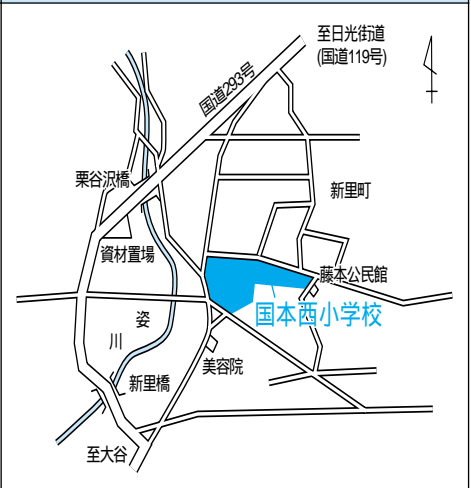 至日光街道
(国道119号)
国道293号
栗谷沢橋
新里町
資材置場
藤本公民館
国本西小学校
姿
川
美容院
新里橋
至大谷